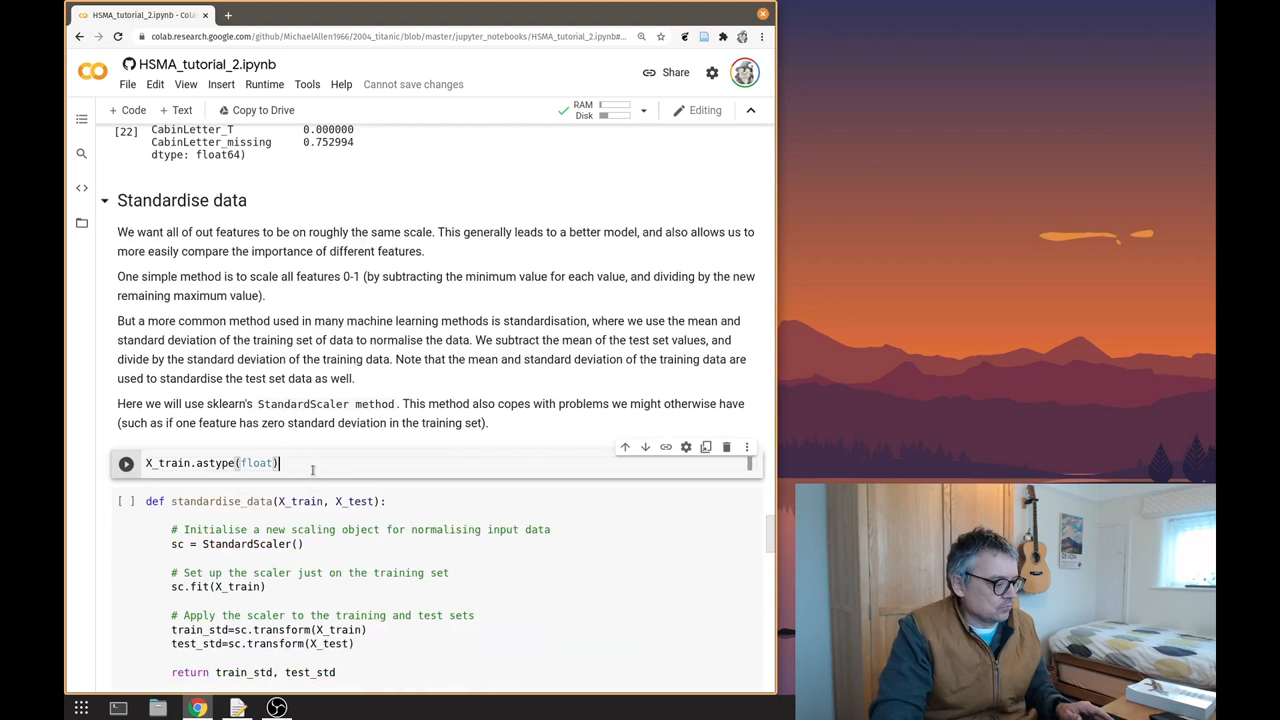 HSMA_tutorial_2.ipynb - Cola
colab.research.google.com/github/MichaelAllen1966/2004_titanic/blob/master/jupyter_notebooks/HSMA_tutorial_2.ipynb#...
HSMA_tutorial_2.ipynb
Share
File Edit View Insert Runtime Tools Help Cannot save changes
+ Code + Text Copy to Drive
RAM
Disk
Editing
[22]
CabinLetter_T 0.000000
CabinLetter_missing 0.752994
dtype: float64)
Standardise data
We want all of out features to be on roughly the same scale. This generally leads to a better model, and also allows us to
more easily compare the importance of different features.
One simple method is to scale all features 0-1 (by subtracting the minimum value for each value, and dividing by the new
remaining maximum value).
But a more common method used in many machine learning methods is standardisation, where we use the mean and
standard deviation of the training set of data to normalise the data. We subtract the mean of the test set values, and
divide by the standard deviation of the training data. Note that the mean and standard deviation of the training data are
used to standardise the test set data as well.
Here we will use sklearn's StandardScaler method. This method also copes with problems we might otherwise have
(such as if one feature has zero standard deviation in the training set).
X_train.astype(float)
[ ] def standardise_data(X_train, X_test):
# Initialise a new scaling object for normalising input data
sc = StandardScaler()
# Set up the scaler just on the training set
sc.fit(X_train)
# Apply the scaler to the training and test sets
train_std=sc.transform(X_train)
test_std=sc.transform(X_test)
return train_std, test_std
DEVON